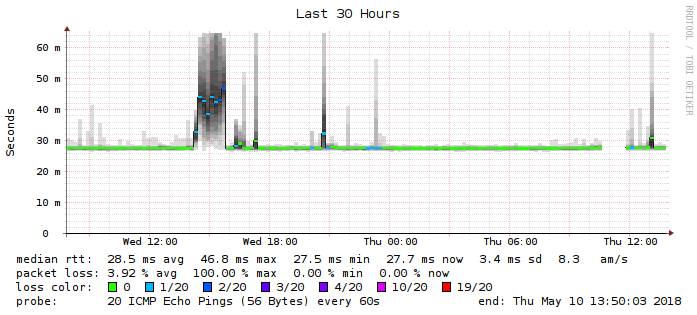 Last 30 Hours
RRDTOOL / TOBI OETIKER
Seconds
60 m
50 m
40 m
30 m
20 m
10 m
0
Wed 12:00 Wed 18:00 Thu 00:00 Thu 06:00 Thu 12:00
median rtt: 28.5 ms avg 46.8 ms max 27.5 ms min 27.7 ms now 3.4 ms sd 8.3 am/s
packet loss: 3.92 % avg 100.00 % max 0.00 % min 0.00 % now
loss color: 0 1/20 2/20 3/20 4/20 10/20 19/20
probe: 20 ICMP Echo Pings (56 Bytes) every 60s end: Thu May 10 13:50:03 2018